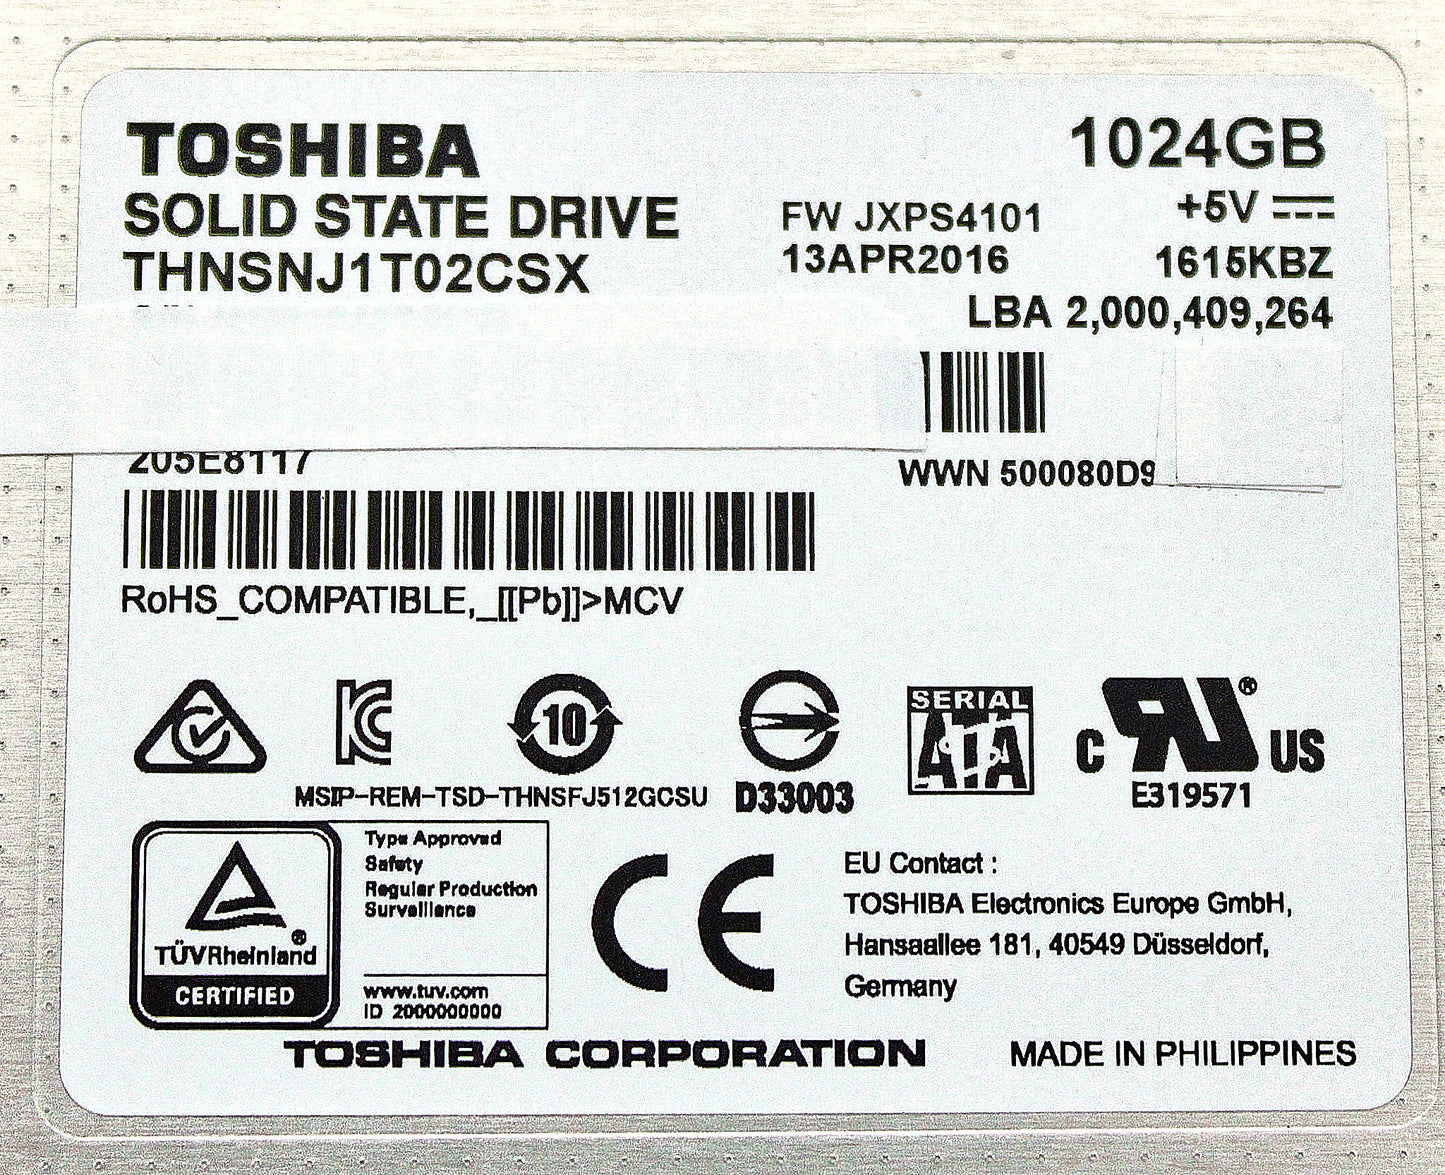 TOSHIBA
1024GB
SOLID STATE DRIVE
FW JXPS4101
+5V
THNSNJ1T02CSX
13APR2016
1615KBZ
LBA 2,000,409,264
205E8117
WWN 500080D9
RoHS_COMPATIBLE,_[[Pb]]>MCV
10
SERIAL
ATA
C
US
®
MSIP-REM-TSD-THNSFJ512GCSU
D33003
E319571
Type Approved
Safety
Regular Production
Surveillance
TÜVRheinland®
CERTIFIED
www.tuv.com
ID 2000000000
CE
EU Contact :
TOSHIBA Electronics Europe GmbH,
Hansaallee 181, 40549 Düsseldorf,
Germany
TOSHIBA CORPORATION
MADE IN PHILIPPINES